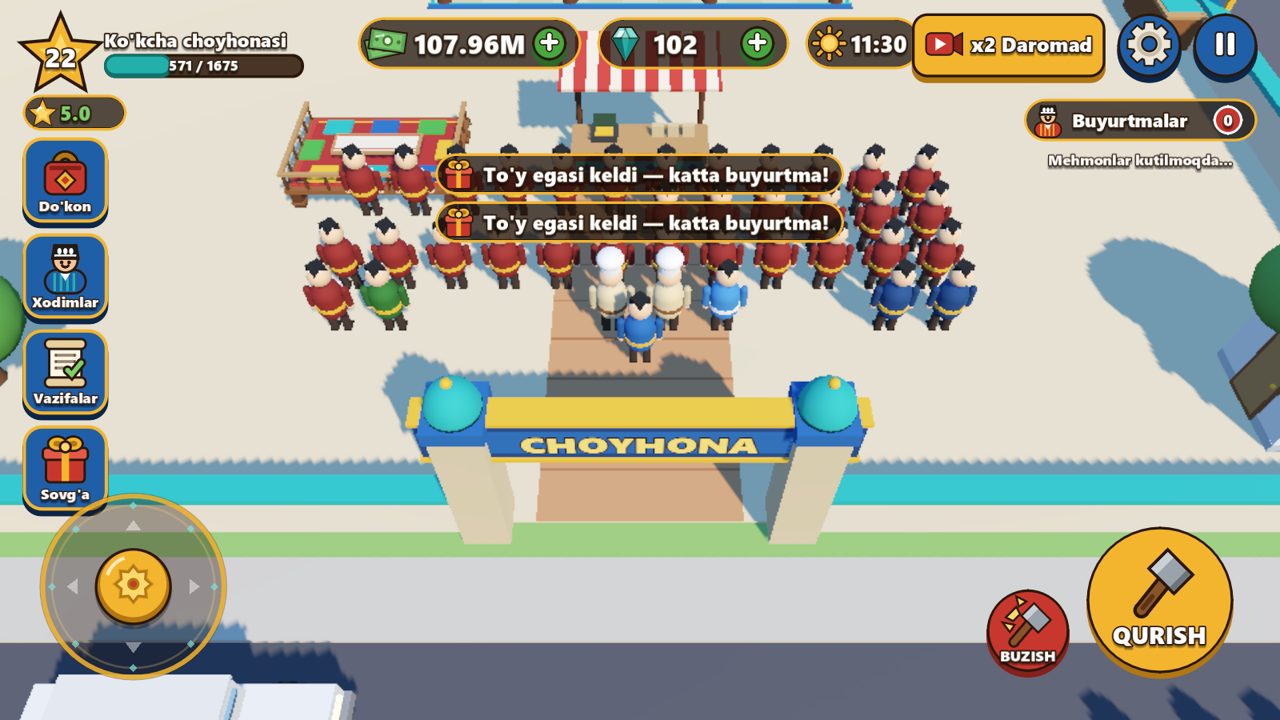 22
Ko'kcha choyhonasi
571 / 1675
5.0
107.96M
102
11:30
x2 Daromad
Buyurtmalar
0
Mehmonlar kutilmoqda...
Do'kon
Xodimlar
Vazifalar
Sovg'a
To'y egasi keldi — katta buyurtma!
To'y egasi keldi — katta buyurtma!
CHOYHONA
BUZISH
QURISH